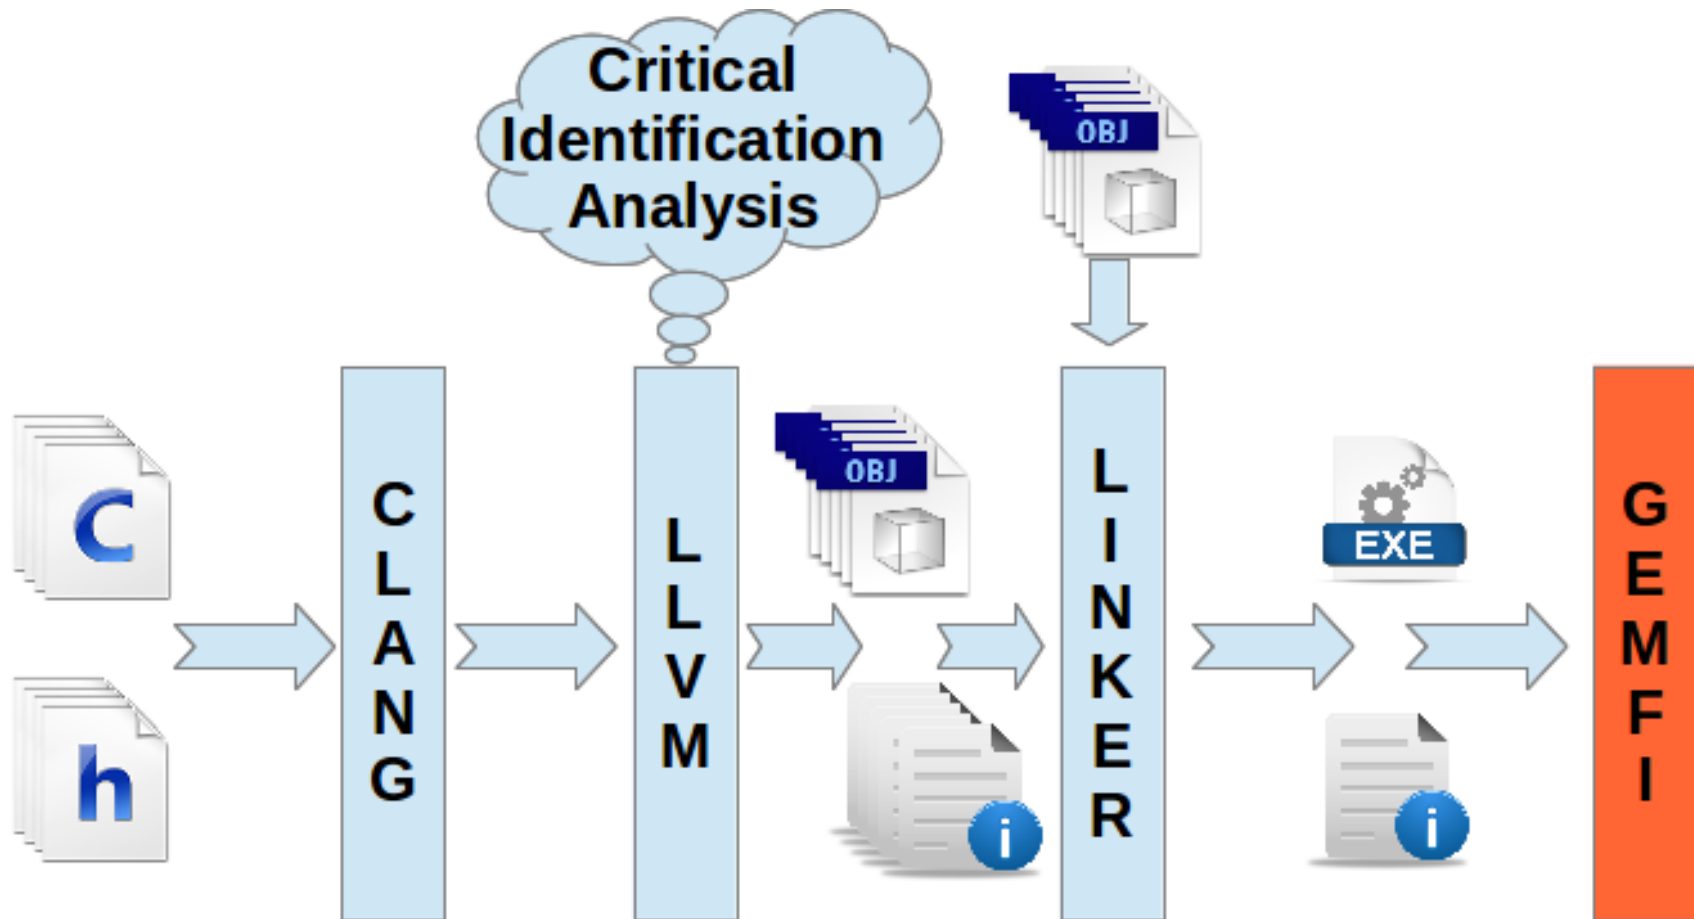 Critical
Identification
Analysis
OBJ
C
h
CLANG
LLVM
OBJ
i
LINKER
EXE
i
GEMFI